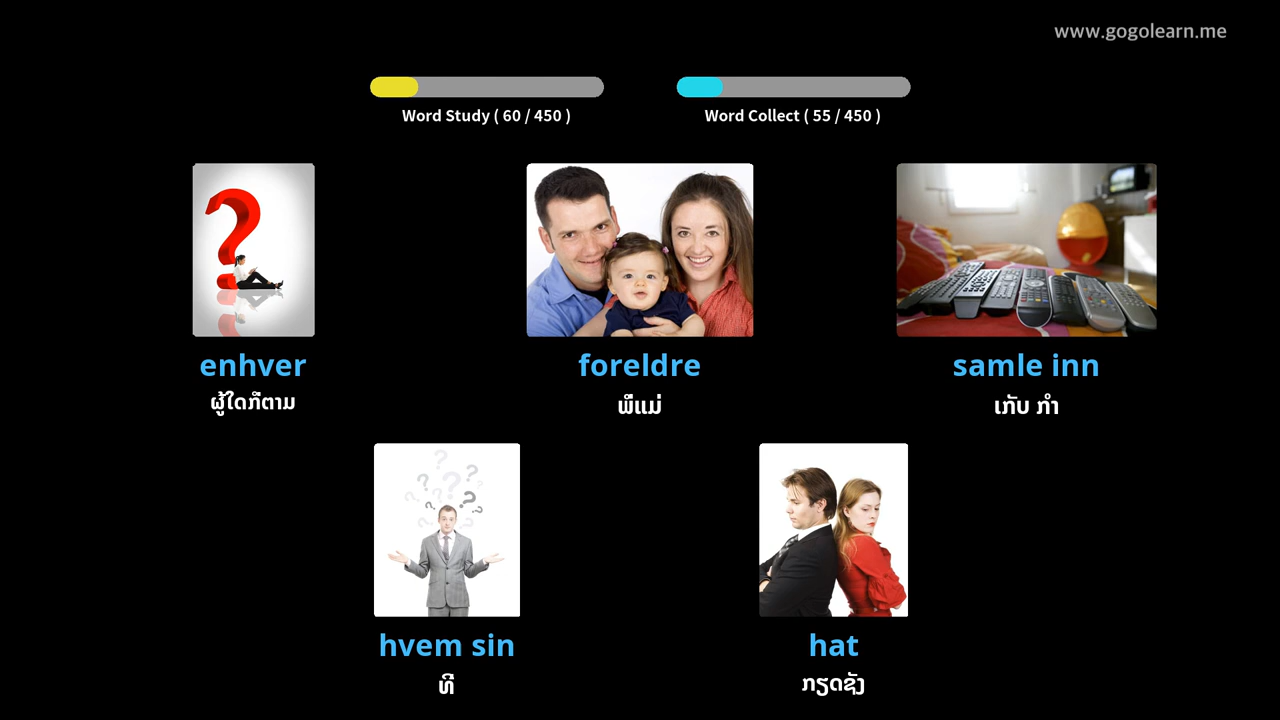 www.gogolearn.me
Word Study ( 60 / 450 )
Word Collect ( 55 / 450 )
enhver
ຜູ້ໃດກໍ່ຕາມ
foreldre
ພໍ່ແມ່
samle inn
ເກັບ ກຳ
hvem sin
ທີ່
hat
ກຽດຊັງ